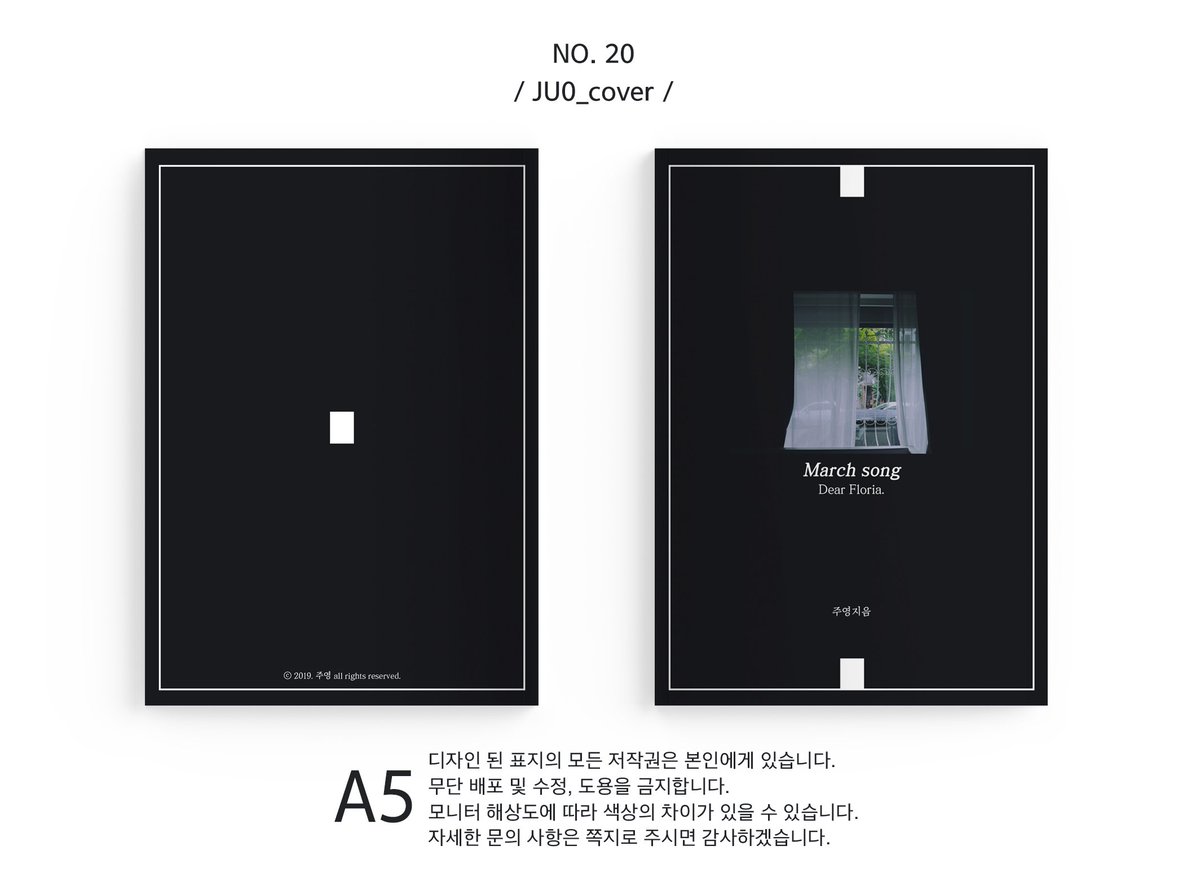 NO. 20
/ JU0_cover /
ⓒ 2019. 주영 all rights reserved.
March song
Dear Floria.
주영지음
A5
디자인 된 표지의 모든 저작권은 본인에게 있습니다.
무단 배포 및 수정, 도용을 금지합니다.
모니터 해상도에 따라 색상의 차이가 있을 수 있습니다.
자세한 문의 사항은 쪽지로 주시면 감사하겠습니다.